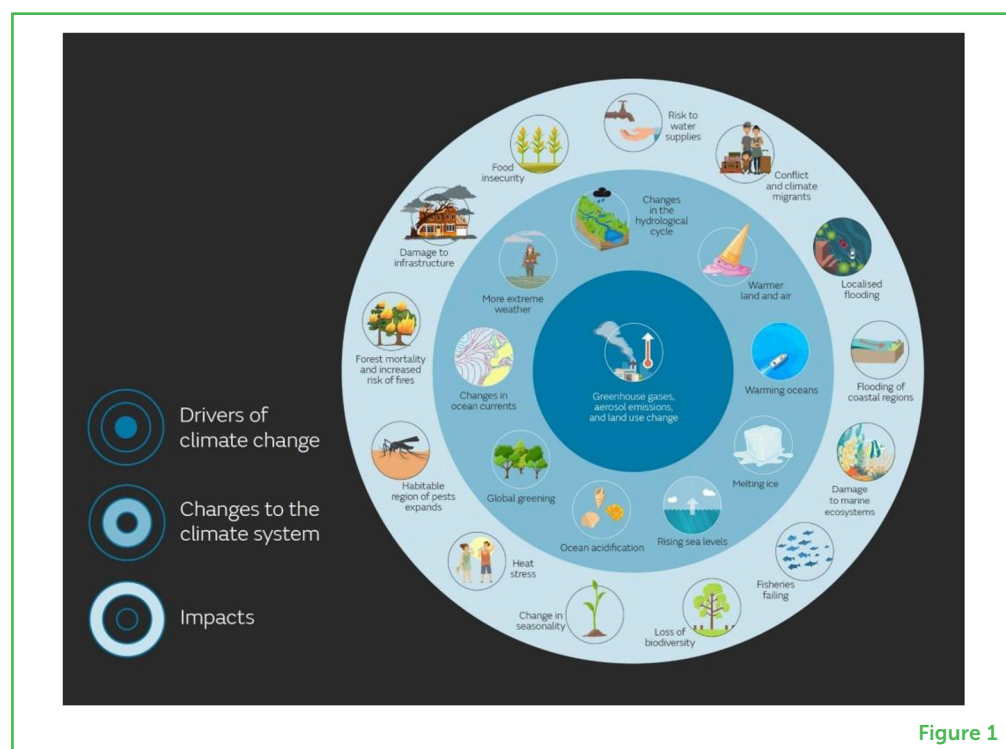 Risk to
water
supplies
Conflict
and climate
migrants
Localised
flooding
Flooding of
coastal regions
Damage
to marine
ecosystems
Fisheries
failing
Loss of
biodiversity
Change in
seasonality
Heat
stress
Habitable
region of pests
expands
Forest mortality
and increased
risk of fires
Damage to
infrastructure
Food
insecurity
Changes
in the
hydrological
cycle
Warmer
land and air
Warming oceans
Melting ice
Rising sea levels
Ocean acidification
Global greening
Changes in
ocean currents
More extreme
weather
Greenhouse gases,
aerosol emissions,
and land use change
Drivers of
climate change
Changes to the
climate system
Impacts
Figure 1